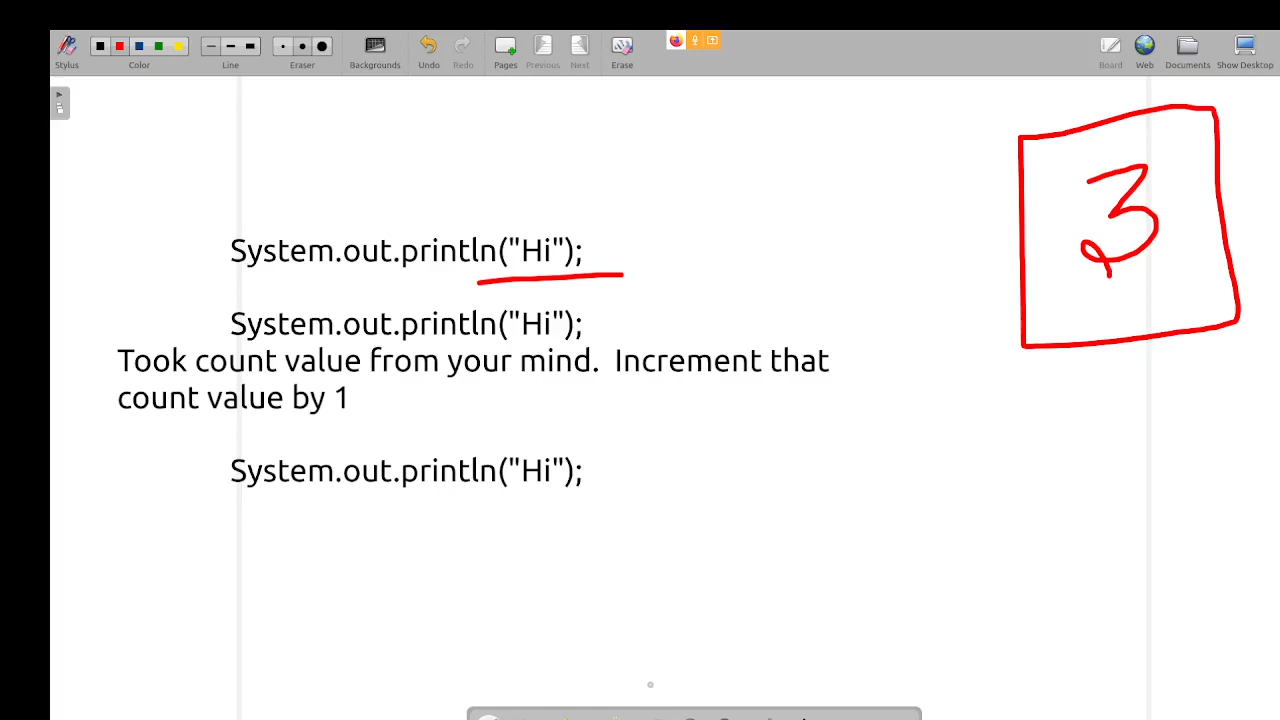 Stylus
Color
Line
Eraser
Backgrounds
Undo
Redo
Pages
Previous
Next
Erase
Board
Web
Documents
Show Desktop
3
System.out.println("Hi");
System.out.println("Hi");
Took count value from your mind.  Increment that
count value by 1
System.out.println("Hi");